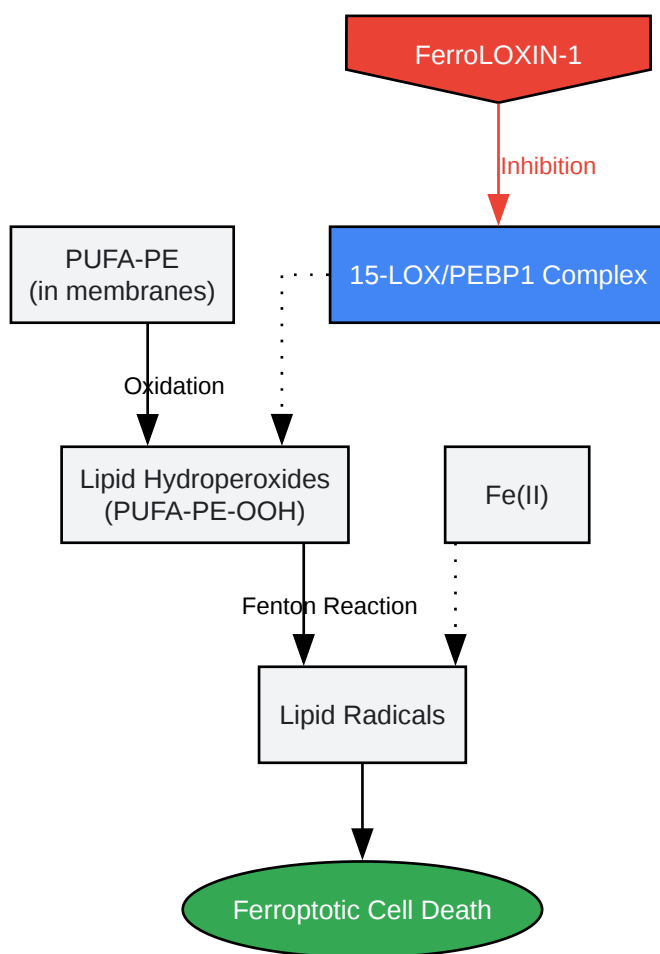 FerroLOXIN-1
Inhibition
PUFA-PE
(in membranes)
15-LOX/PEBP1 Complex
Oxidation
Lipid Hydroperoxides
(PUFA-PE-OOH)
Fe(II)
Fenton Reaction
Lipid Radicals
Ferroptotic Cell Death